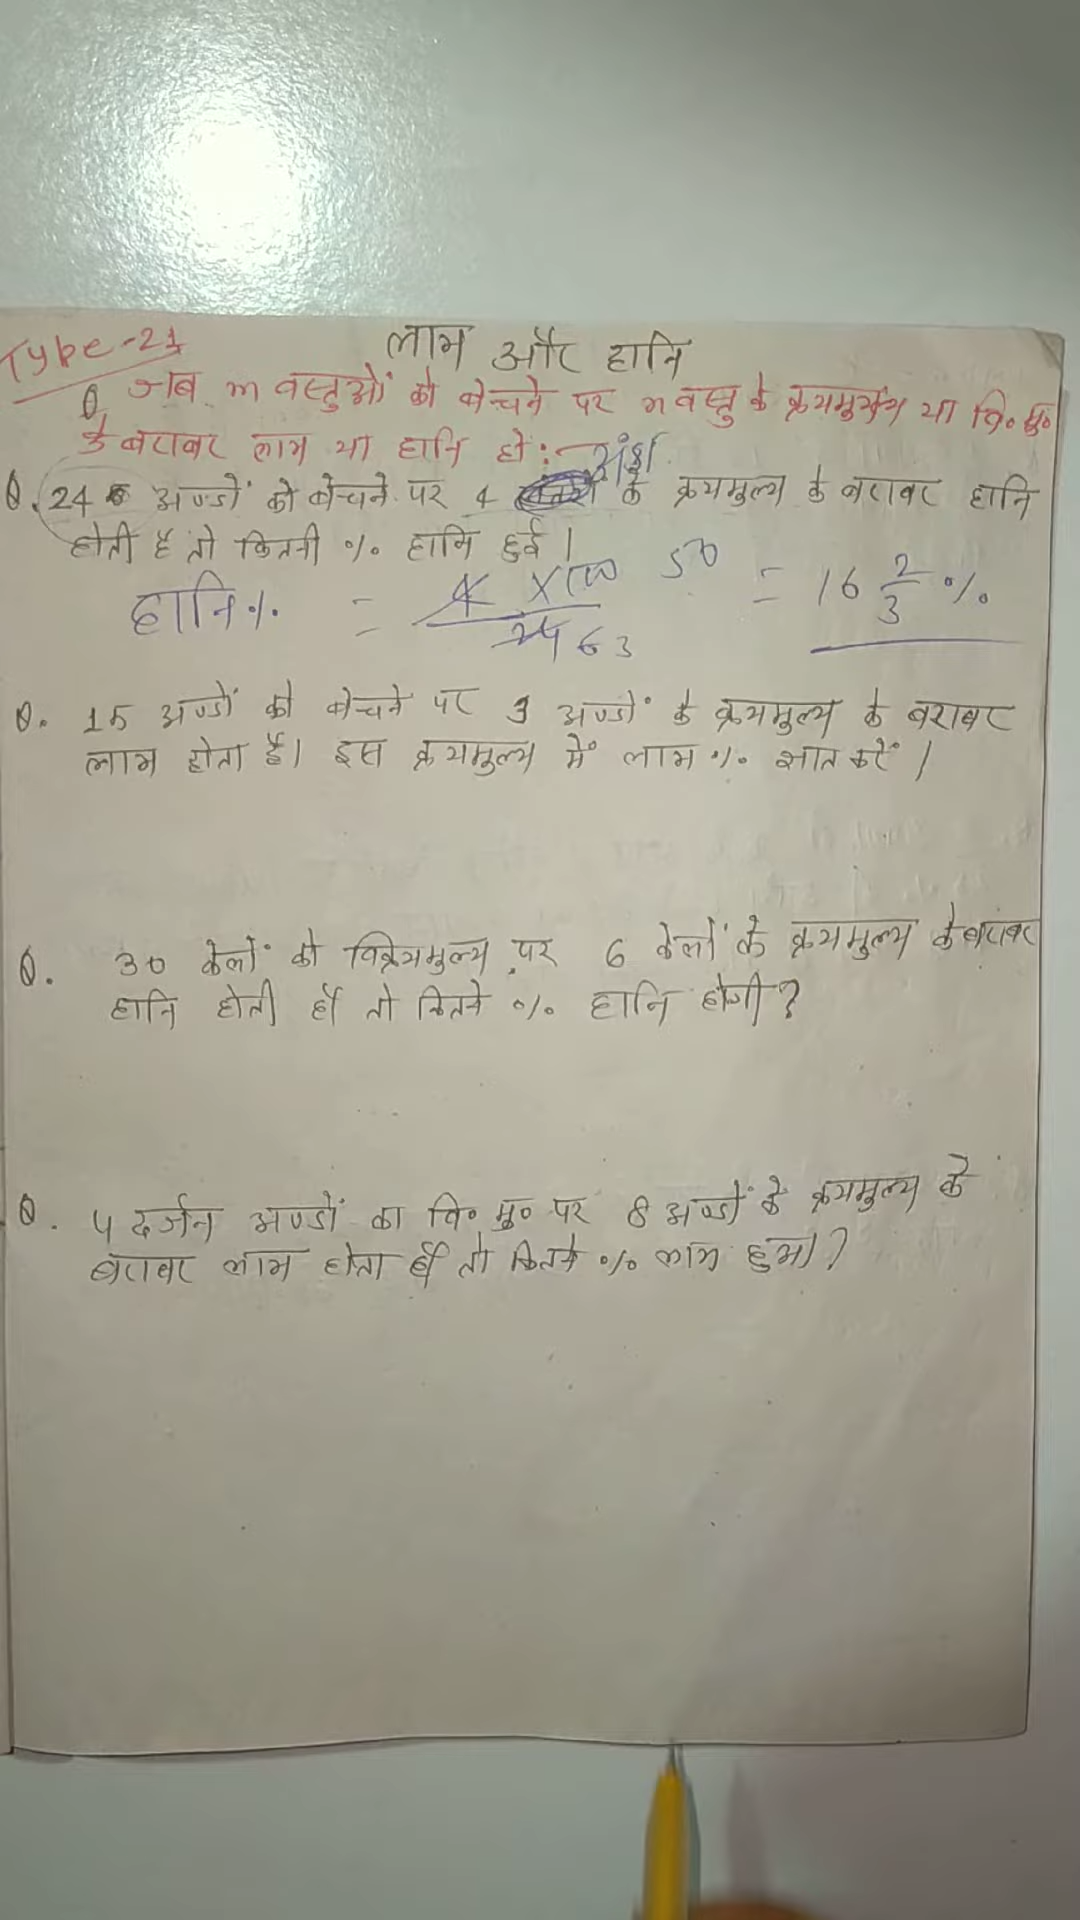 Type-21
लाभ और हानि
Q, जब m वस्तुओं को बेचने पर n वस्तु के क्रयमुल्य या वि० मु०
के बराबर लाभ या हानि हो:-
Q. 24 अण्डों को बेचने पर 4 अंडा के क्रयमुल्य के बराबर हानि
होती है तो कितनी % हानि हुई।
हानि% = 4 X100 50 = 16 2/3 %
24 6 3
Q. 15 अण्डों को बेचने पर 3 अण्डों के क्रयमुल्य के बराबर
लाभ होता है। इस क्रयमुल्य में लाभ % ज्ञात करें।
Q. 30 केलों को विक्रयमुल्य पर 6 केलों के क्रयमुल्य के बराबर
हानि होती हैं तो कितने % हानि होगी?
Q. 4 दर्जन अण्डों का वि० मु० पर 8 अण्डों के क्रयमुल्य के
बराबर लाभ होता हैं तो कितने % लाभ हुआ?